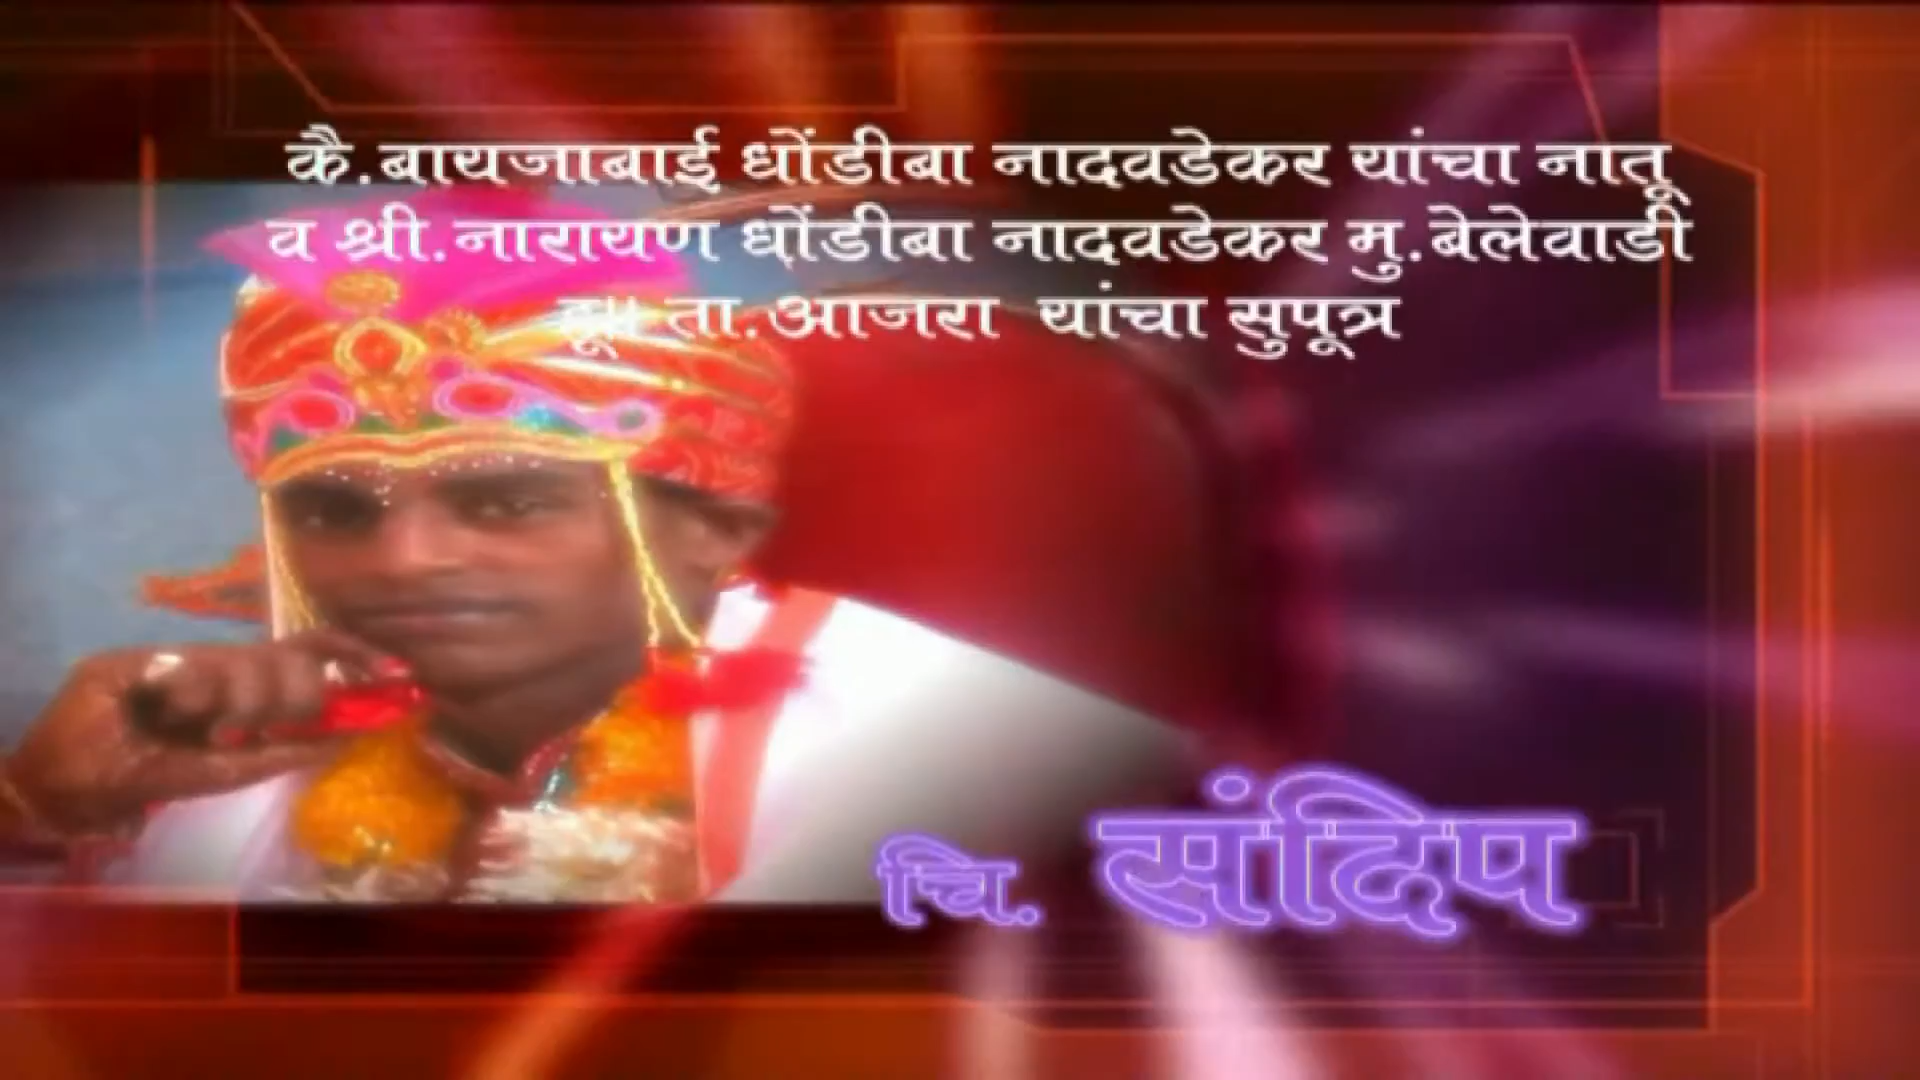 कै.बायजाबाई धोंडीबा नादवडेकर यांचा नातू
व श्री.नारायण धोंडीबा नादवडेकर मु.बेलेवाडी
हू॥ ता.आजरा यांचा सुपूत्र
चि. संदिप